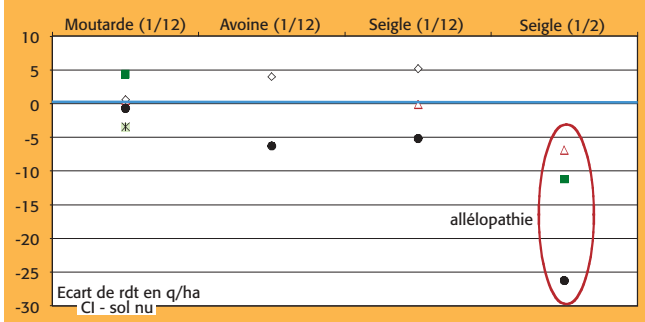 Moutarde (1/12) Avoine (1/12) Seigle (1/12) Seigle (1/2)
10
5
0
-5
-10
-15
allélopathie
-20
-25
Ecart de rdt en q/ha
CI - sol nu
-30